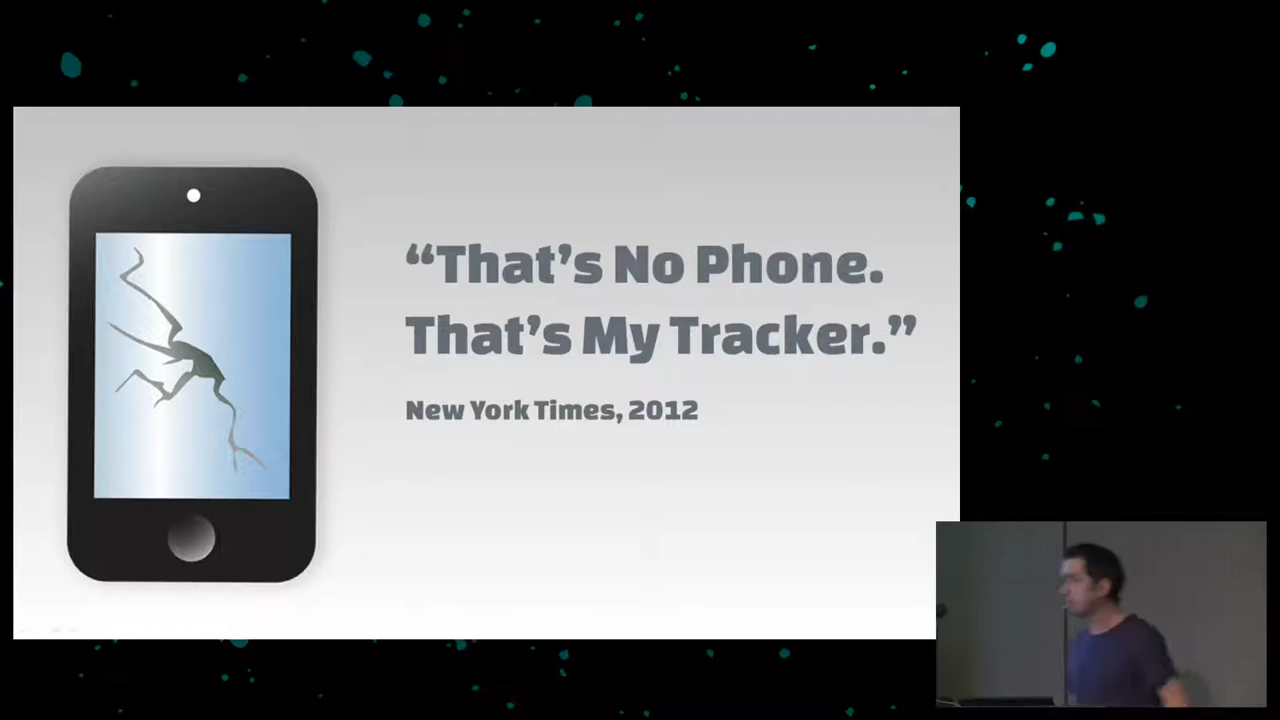 “That’s No Phone.
That’s My Tracker.”
New York Times, 2012